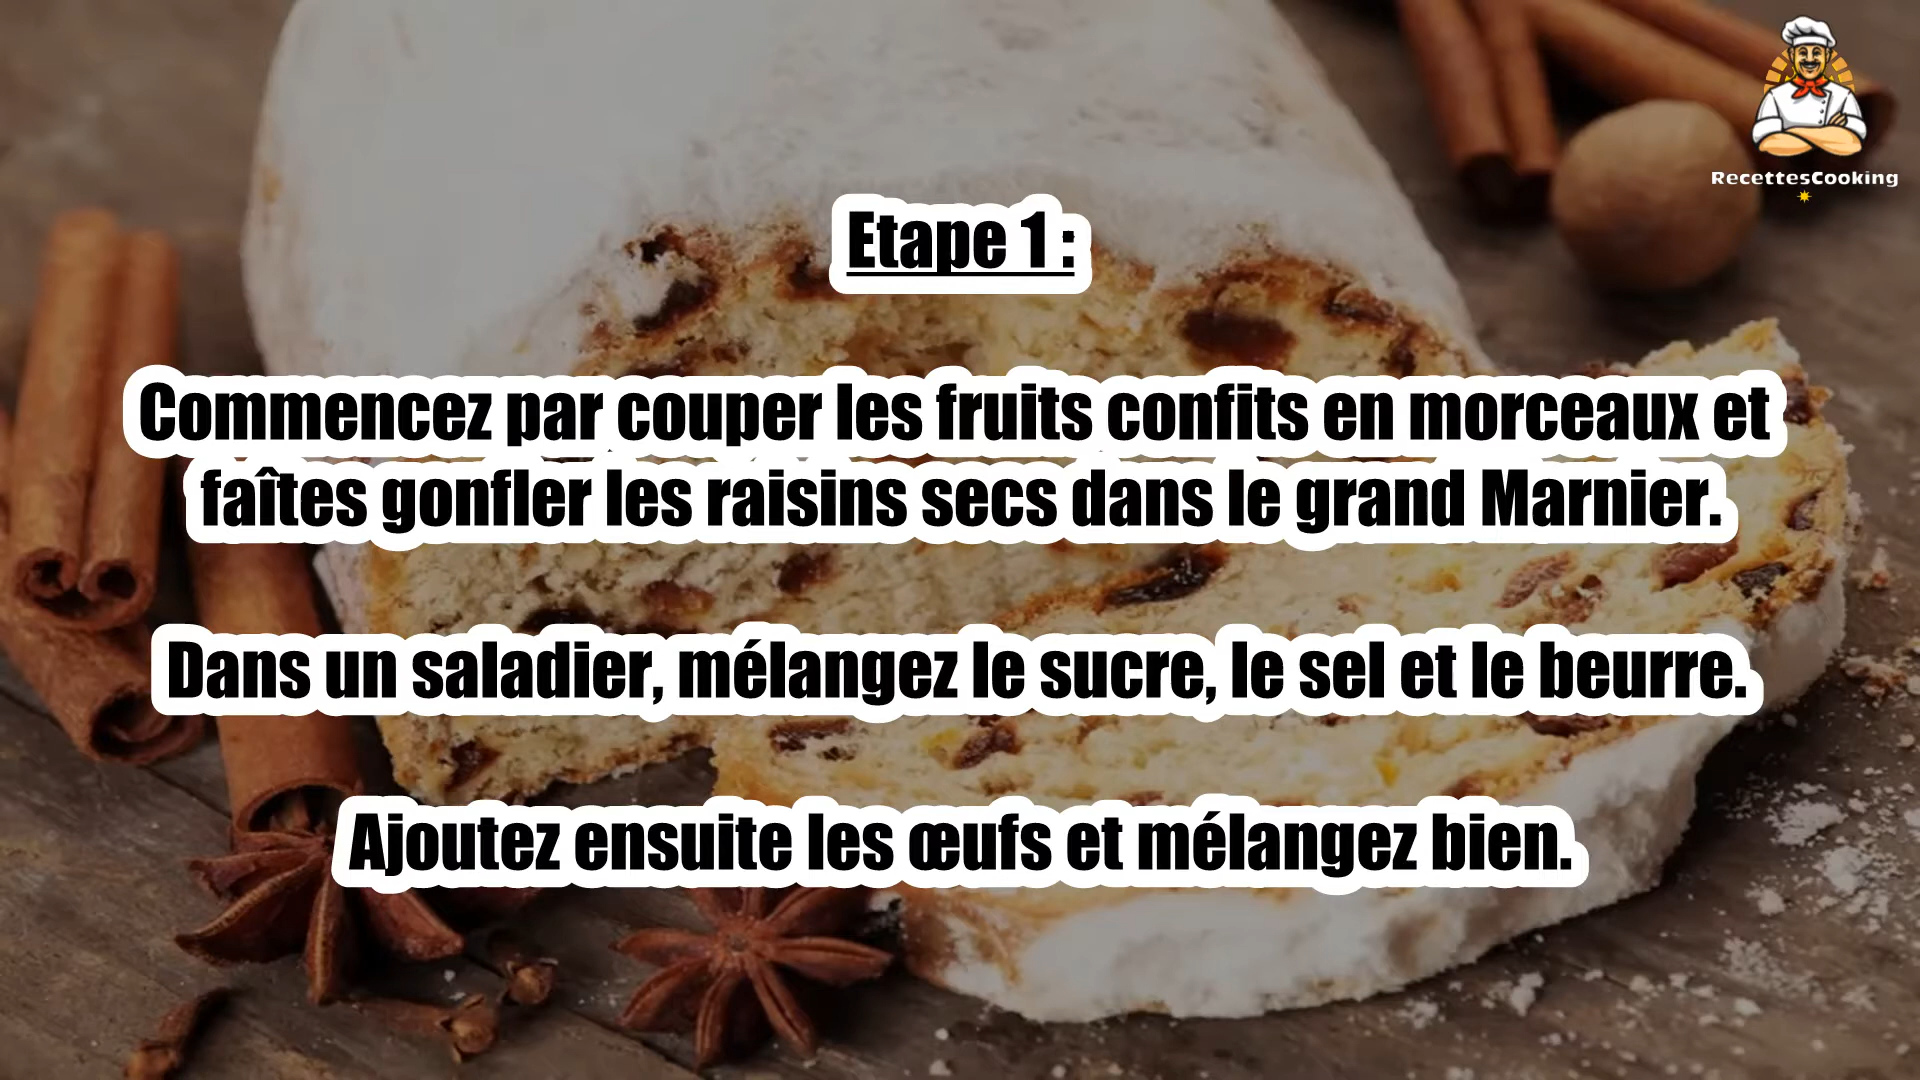 RecettesCooking
Etape 1 :
Commencez par couper les fruits confits en morceaux et
faîtes gonfler les raisins secs dans le grand Marnier.
Dans un saladier, mélangez le sucre, le sel et le beurre.
Ajoutez ensuite les œufs et mélangez bien.